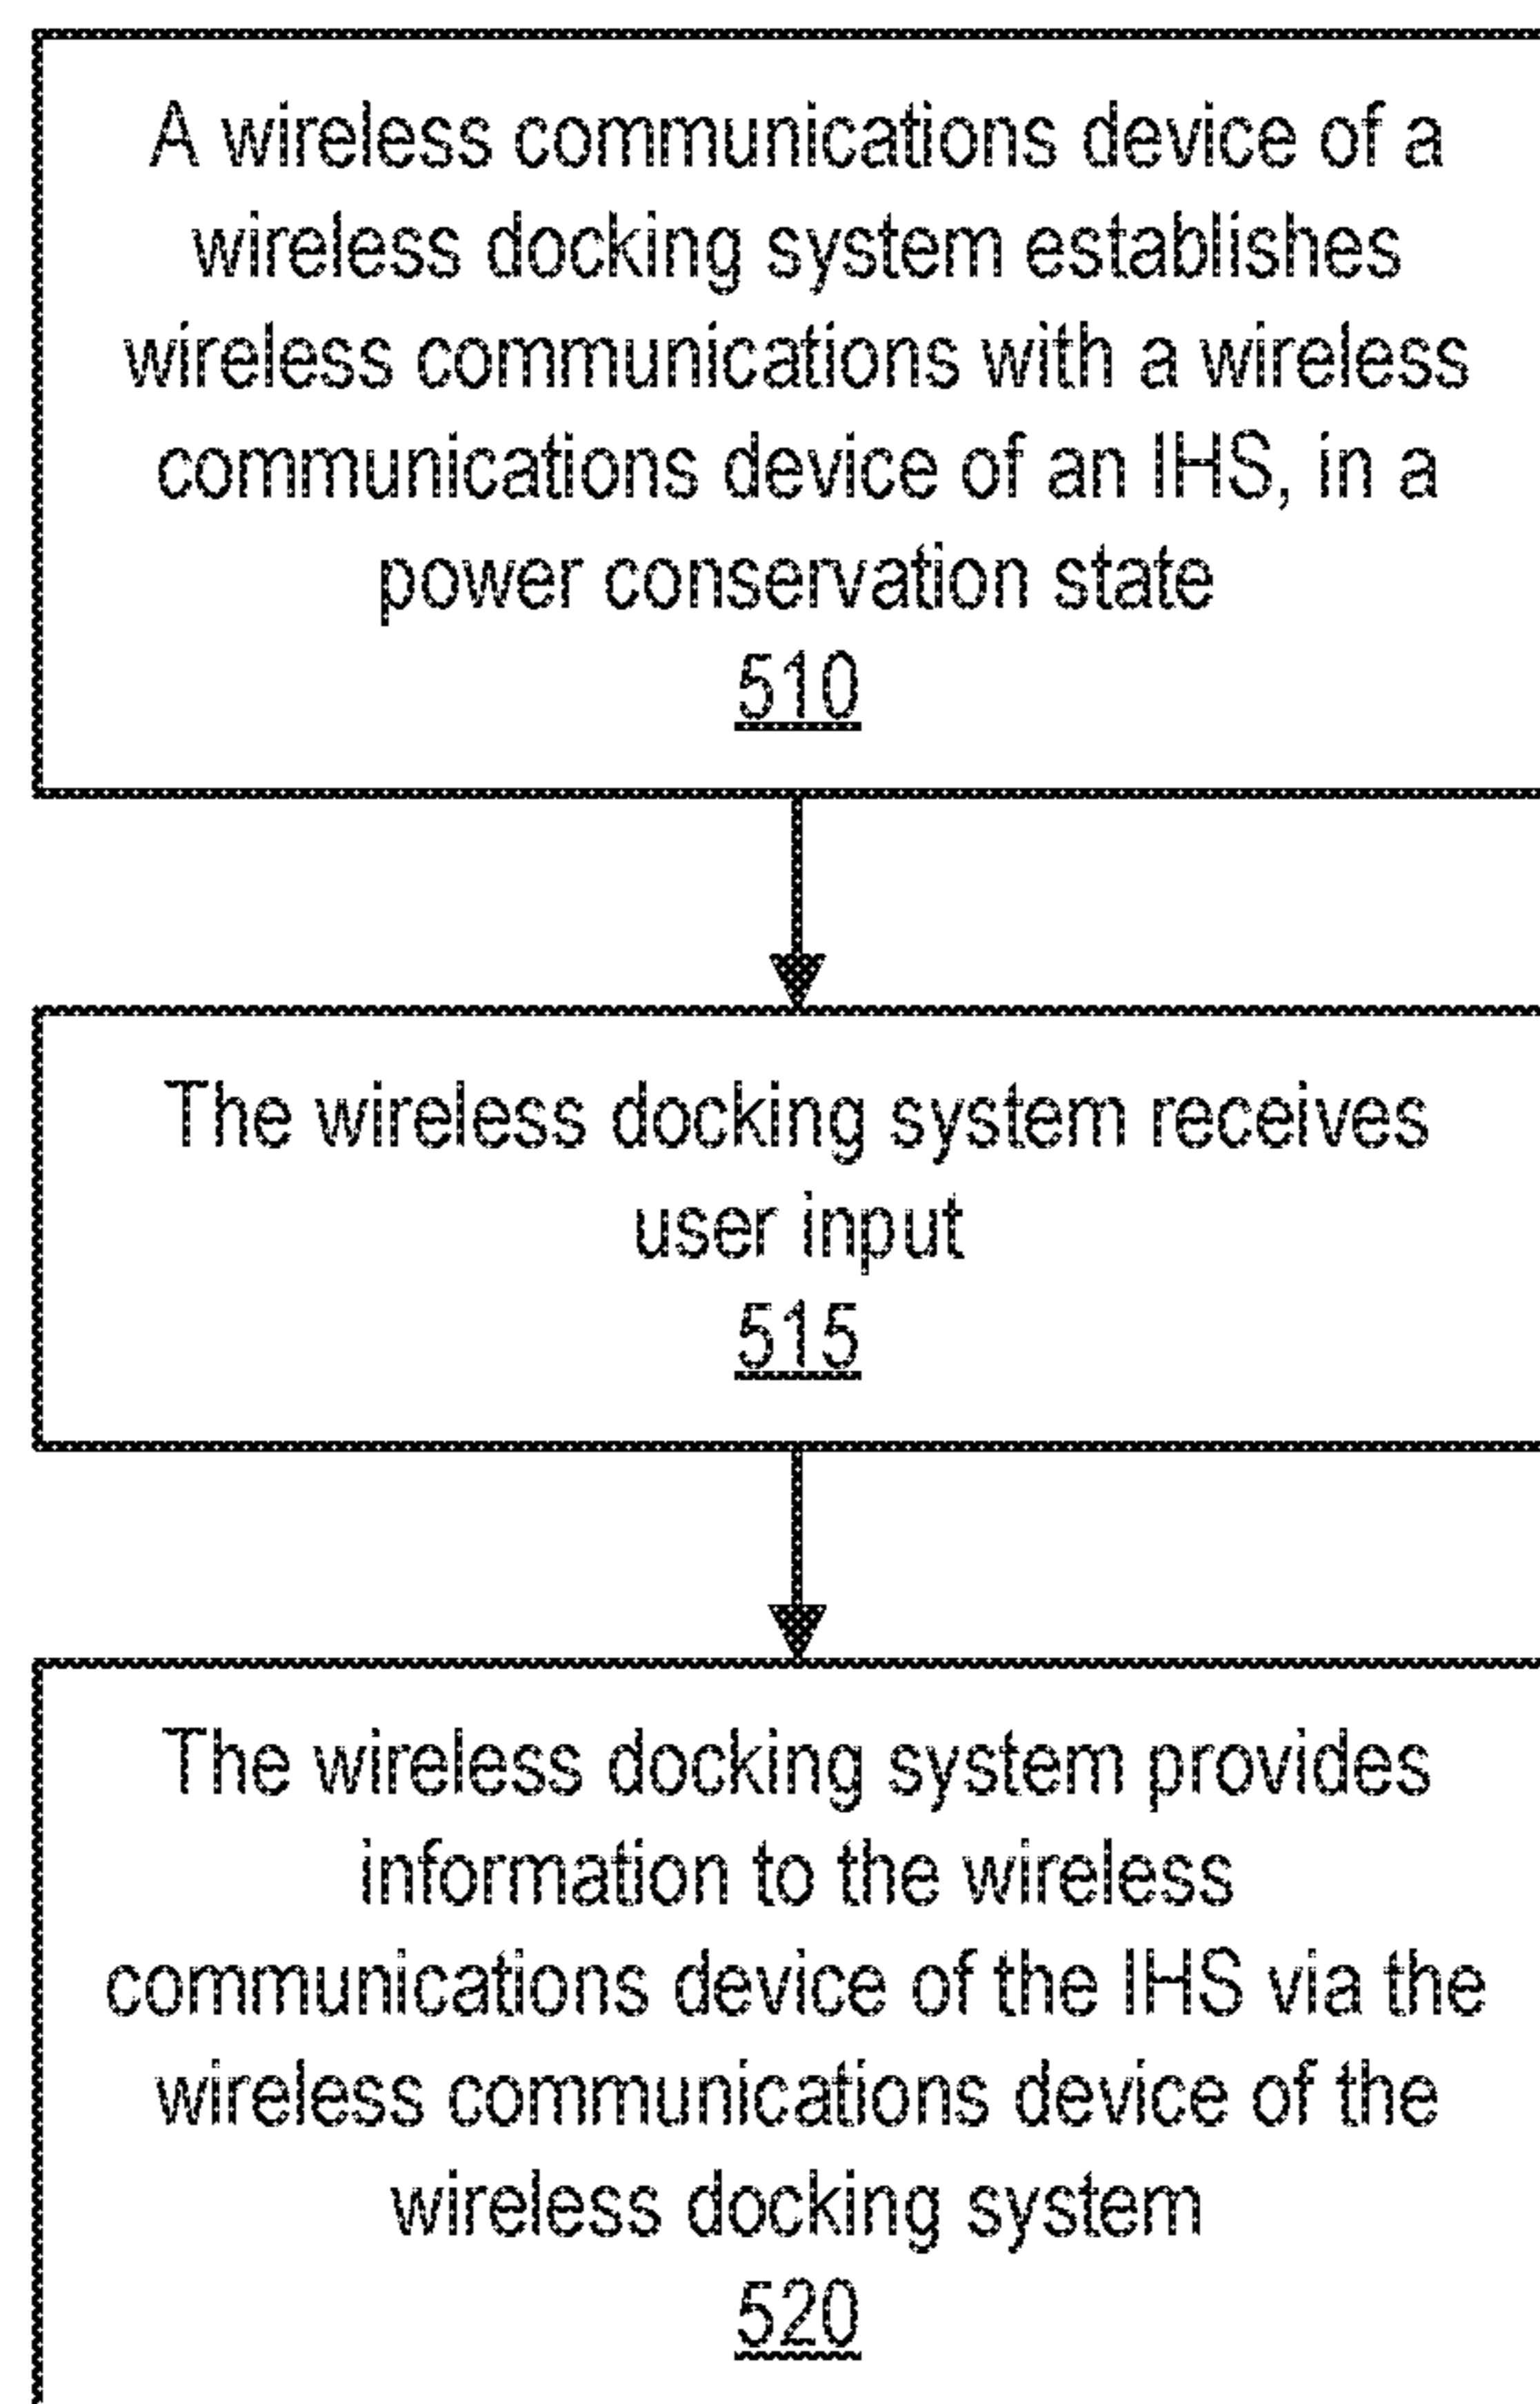 A wireless communications device of a
wireless docking system establishes
wireless communications with a wireless
communications device of an IHS, in a
power conservation state
510
The wireless docking system receives
user input
515
The wireless docking system provides
information to the wireless
communications device of the IHS via the
wireless communications device of the
wireless docking system
520